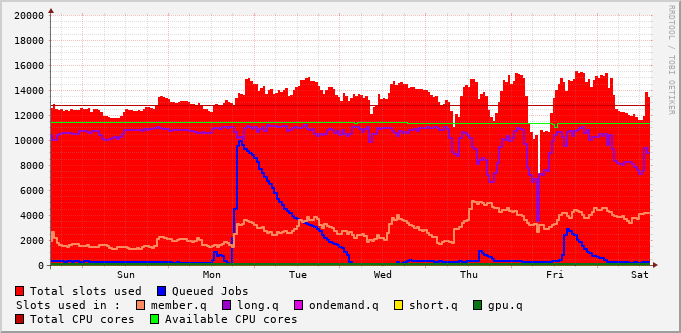 20000
18000
16000
14000
12000
10000
8000
6000
4000
2000
0
Sun Mon Tue Wed Thu Fri Sat
RRDTOOL / TOBI OETIKER
Total slots used Queued Jobs
Slots used in : member.q long.q ondemand.q short.q gpu.q
Total CPU cores Available CPU cores